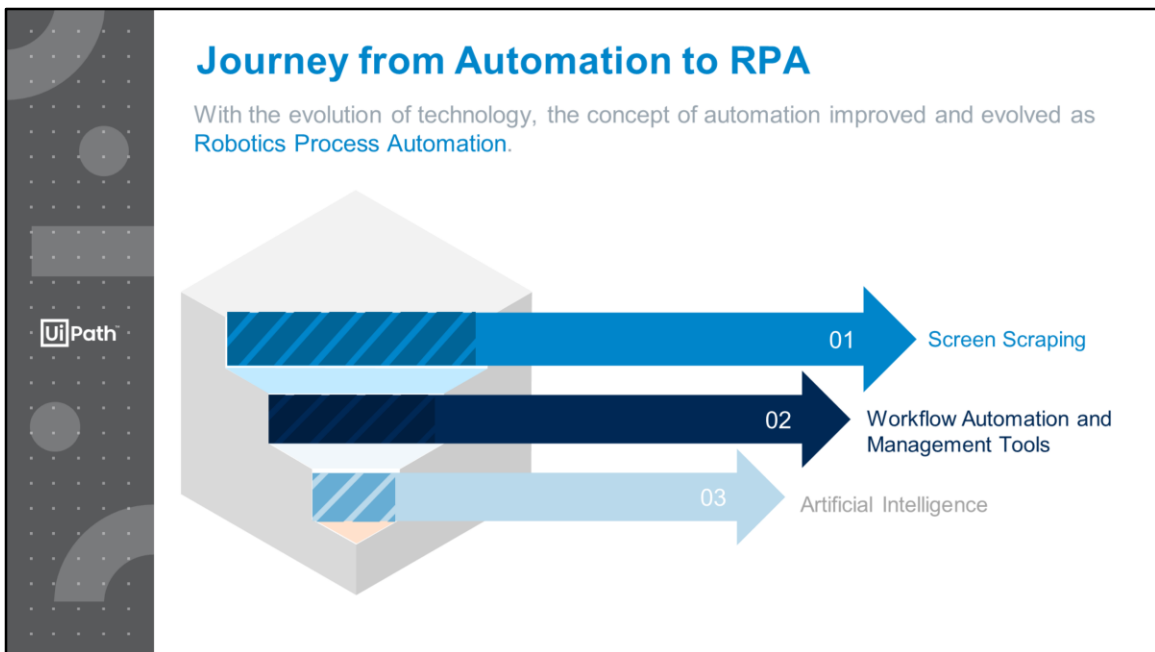 Journey from Automation to RPA
With the evolution of technology, the concept of automation improved and evolved as
Robotics Process Automation.
UiPath
01
Screen Scraping
02
Workflow Automation and
Management Tools
03
Artificial Intelligence